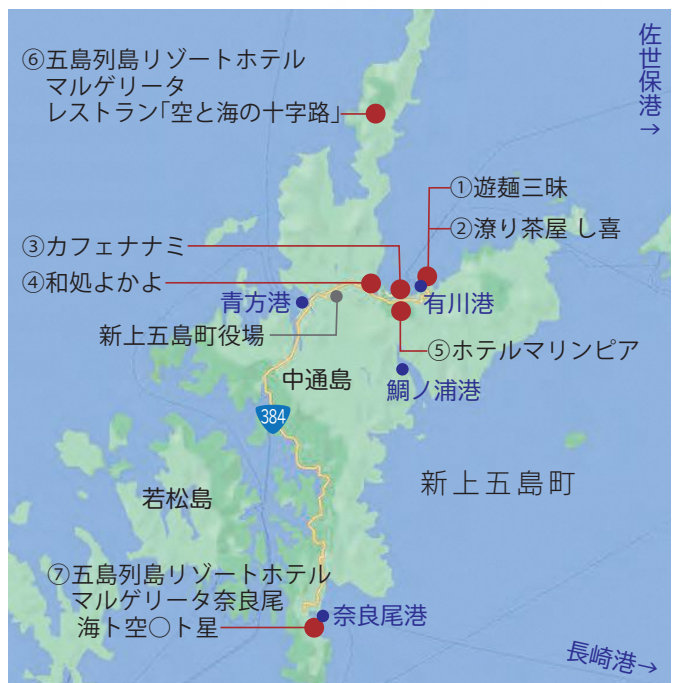 ⑥五島列島リゾートホテル
マルゲリータ
レストラン「空と海の十字路」
佐世保港→
①遊麺三昧
②潦り茶屋 し喜
③カフェナナミ
④和処よかよ
青方港
有川港
新上五島町役場
⑤ホテルマリンピア
中通島
鯛ノ浦港
384
新上五島町
若松島
⑦五島列島リゾートホテル
マルゲリータ奈良尾
海ト空○ト星
奈良尾港
長崎港→